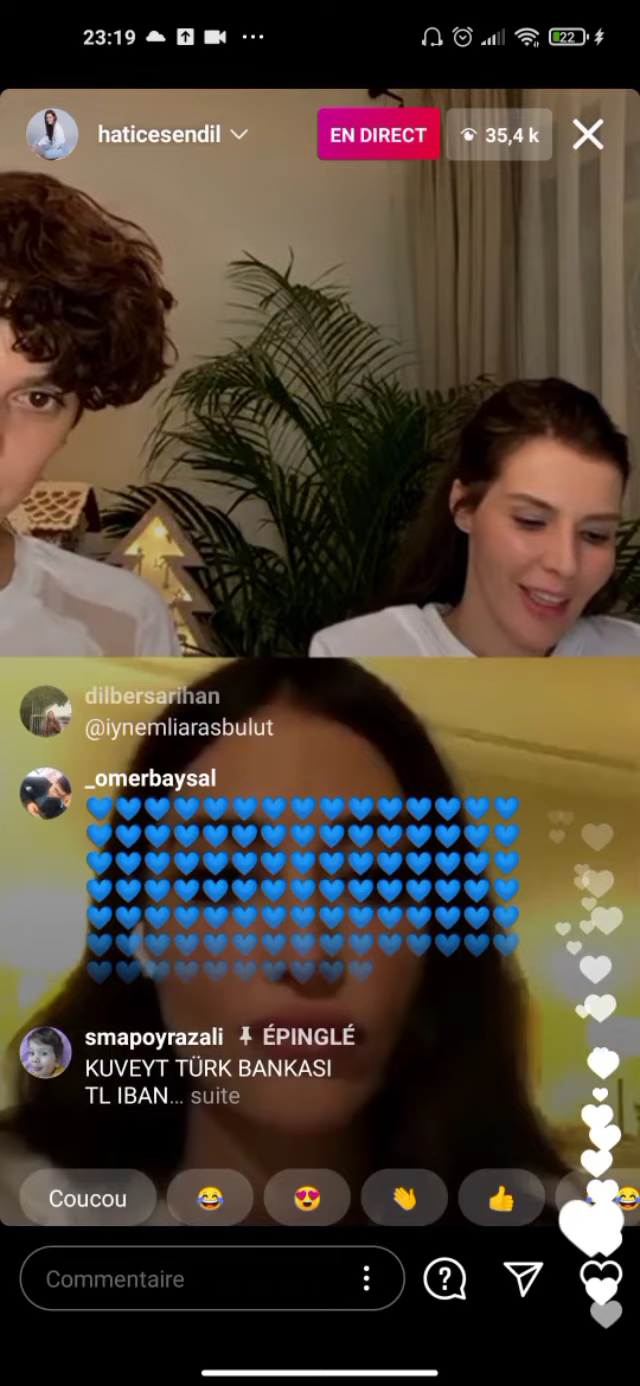 23:19
22
haticesendil
EN DIRECT
35,4 k
dilbersarihan
@iynemliarasbulut
_omerbaysal
💙💙💙💙💙💙💙💙💙💙💙💙💙💙💙
💙💙💙💙💙💙💙💙💙💙💙💙💙💙💙
💙💙💙💙💙💙💙💙💙💙💙💙💙💙💙
💙💙💙💙💙💙💙💙💙💙💙💙💙💙💙
💙💙💙💙💙💙💙💙💙💙💙💙💙💙💙
💙💙💙💙💙💙💙💙💙💙💙💙💙💙💙
💙💙💙💙💙💙💙💙💙💙
smapoyrazali 📌 ÉPINGLÉ
KUVEYT TÜRK BANKASI
TL IBAN... suite
Coucou 😂 😍 👋 👍 😂
Commentaire